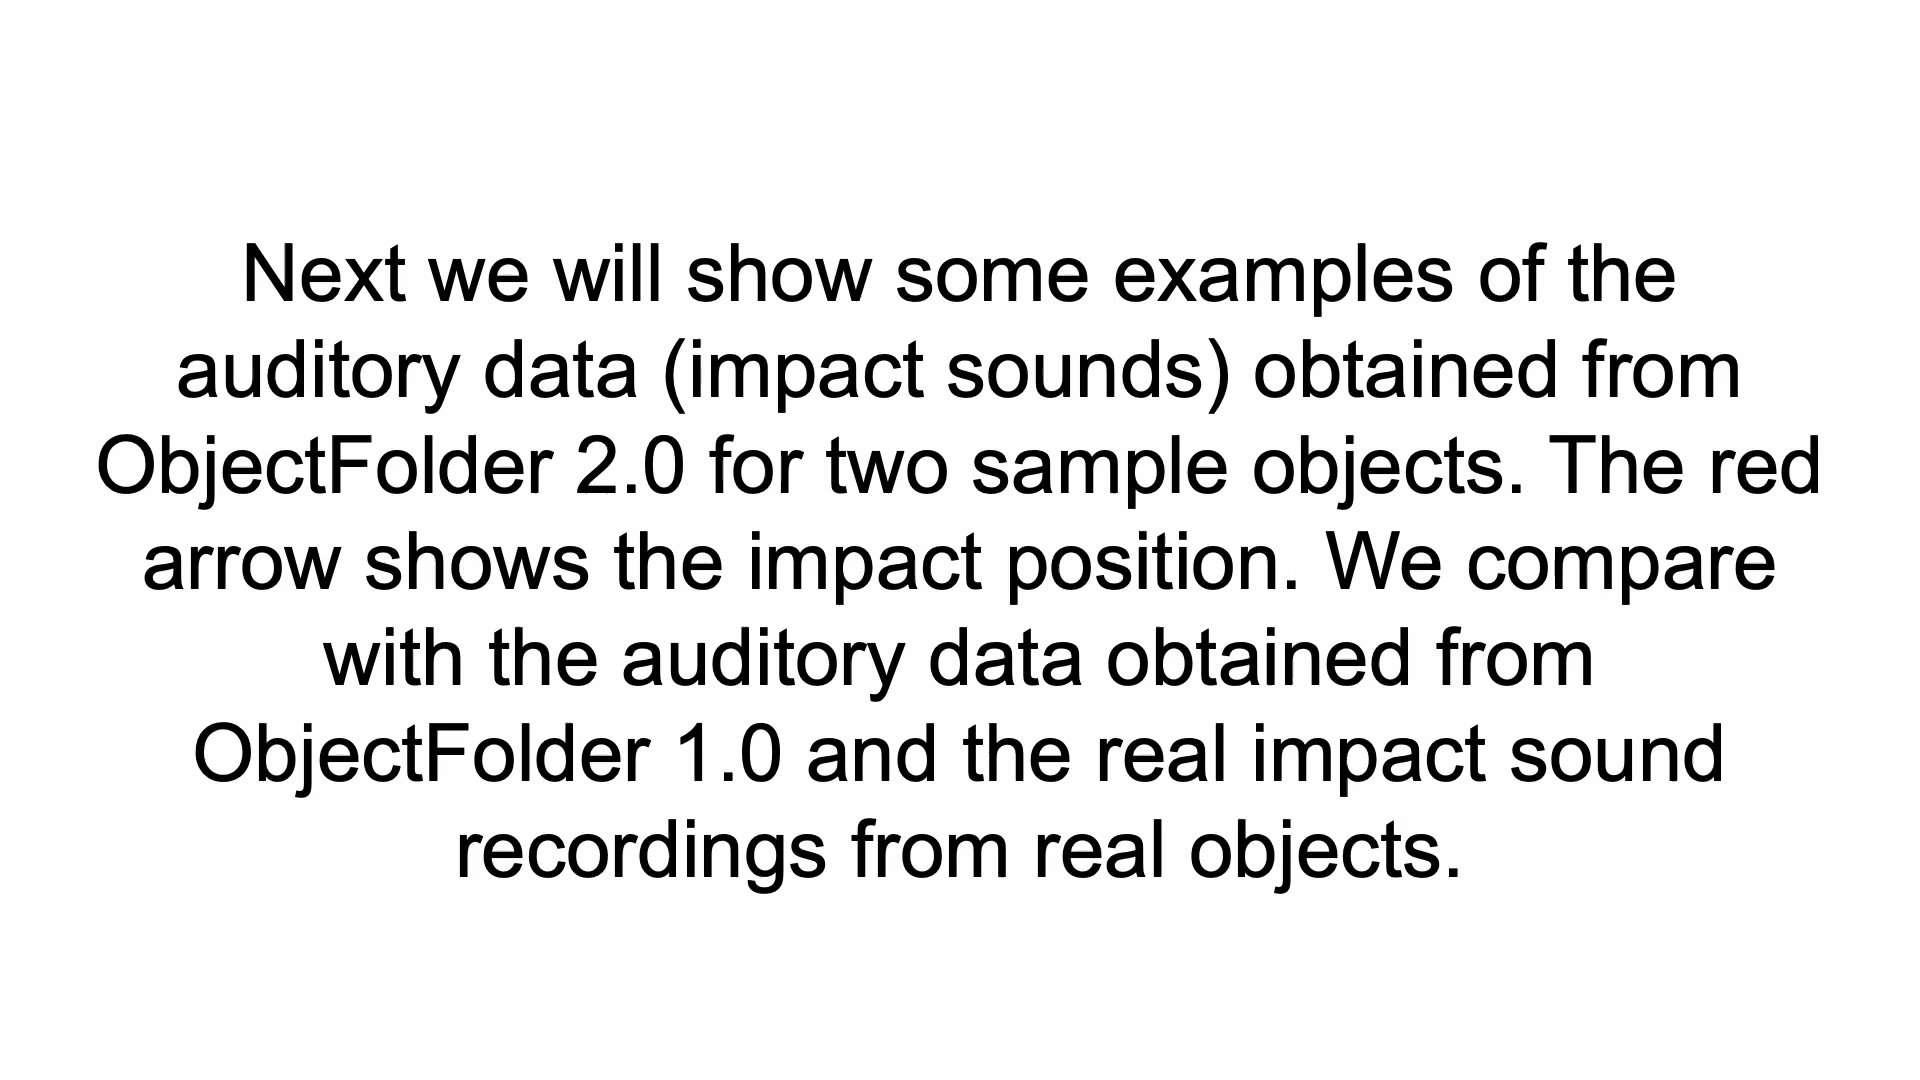 Next we will show some examples of the
auditory data (impact sounds) obtained from
ObjectFolder 2.0 for two sample objects. The red
arrow shows the impact position. We compare
with the auditory data obtained from
ObjectFolder 1.0 and the real impact sound
recordings from real objects.